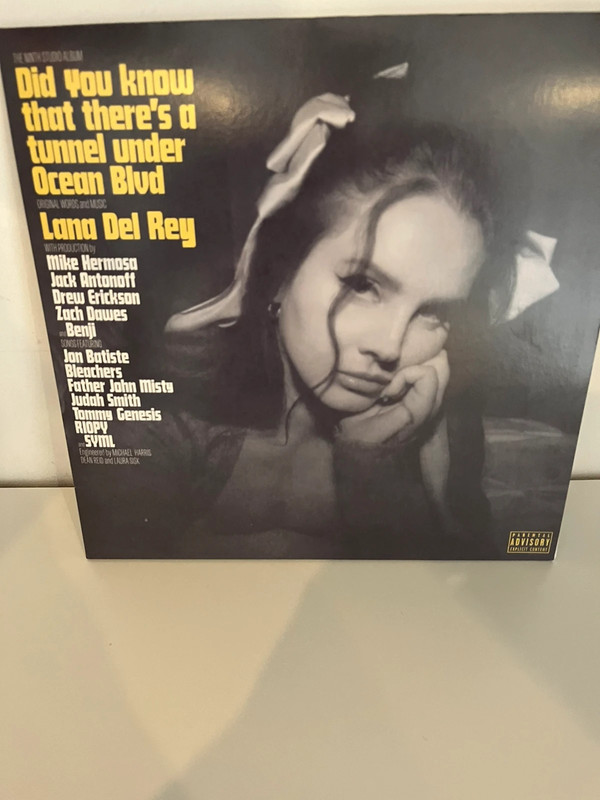 THE NINTH STUDIO ALBUM
Did you know
that there's a
tunnel under
Ocean Blvd
ORIGINAL WORDS and MUSIC
Lana Del Rey
WITH PRODUCTION by
Mike Hermosa
Jack Antonoff
Drew Erickson
Zach Dawes
and Benji
SONGS FEATURING
Jon Batiste
Bleachers
Father John Misty
Judah Smith
Tommy Genesis
RIOPY
and SYML
Engineered by MICHAEL HARRIS
DEAN REID and LAURA SISK
PARENTAL
ADVISORY
EXPLICIT CONTENT